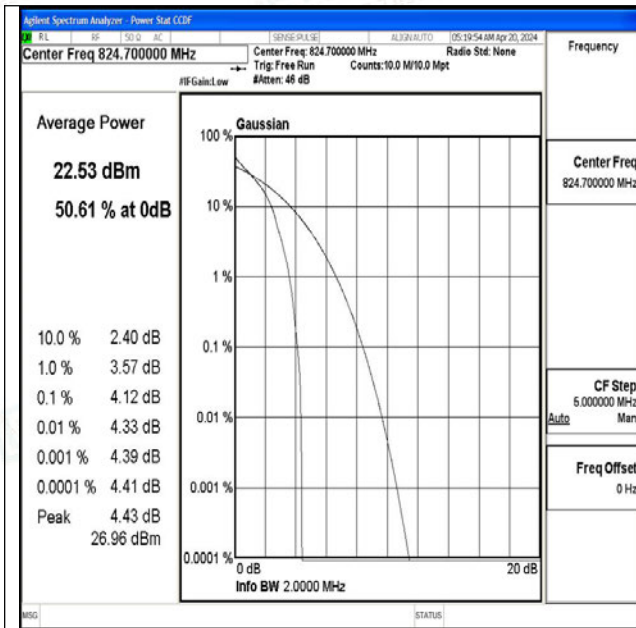 Agilent Spectrum Analyzer - Power Stat CCDF
RL RF 50 Ω AC SENSE:PULSE ALIGNAUTO 05:19:54 AM Apr 20, 2024
Center Freq 824.700000 MHz
Center Freq: 824.700000 MHz Radio Std: None
Trig: Free Run Counts:10.0 M/10.0 Mpt
#IFGain:Low #Atten: 46 dB
Frequency
Average Power
22.53 dBm
50.61 % at 0dB
10.0 % 2.40 dB
1.0 % 3.57 dB
0.1 % 4.12 dB
0.01 % 4.33 dB
0.001 % 4.39 dB
0.0001 % 4.41 dB
Peak 4.43 dB
26.96 dBm
Gaussian
100 %
10 %
1 %
0.1 %
0.01 %
0.001 %
0.0001 %
0 dB 20 dB
Info BW 2.0000 MHz
Center Freq
824.700000 MHz
CF Step
5.000000 MHz
Auto Man
Freq Offset
0 Hz
MSG STATUS